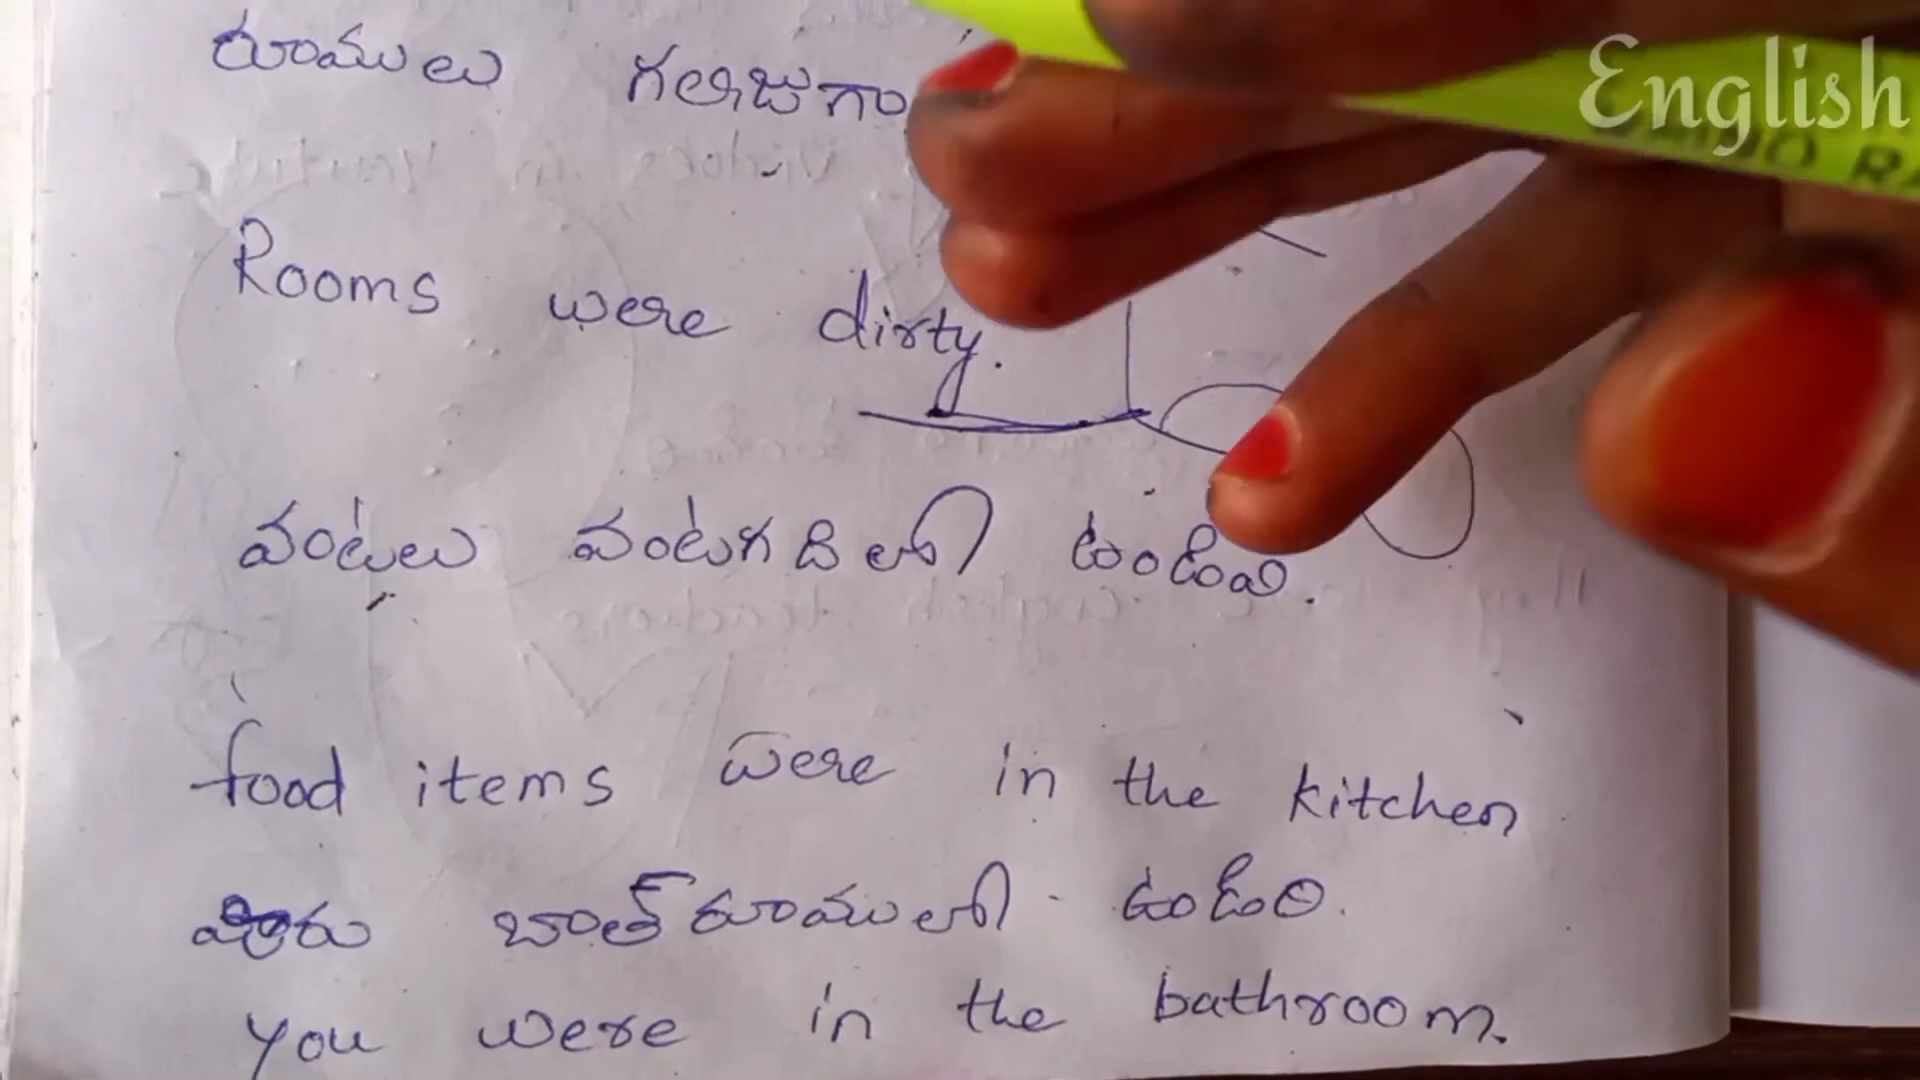 రూములు గలిజుగా
English
Rooms were dirty.
వంటలు వంటగదిలో ఉండెవి.
food items were in the kitchen
మీరు బాత్రూములో ఉండిరి.
You were in the bathroom.